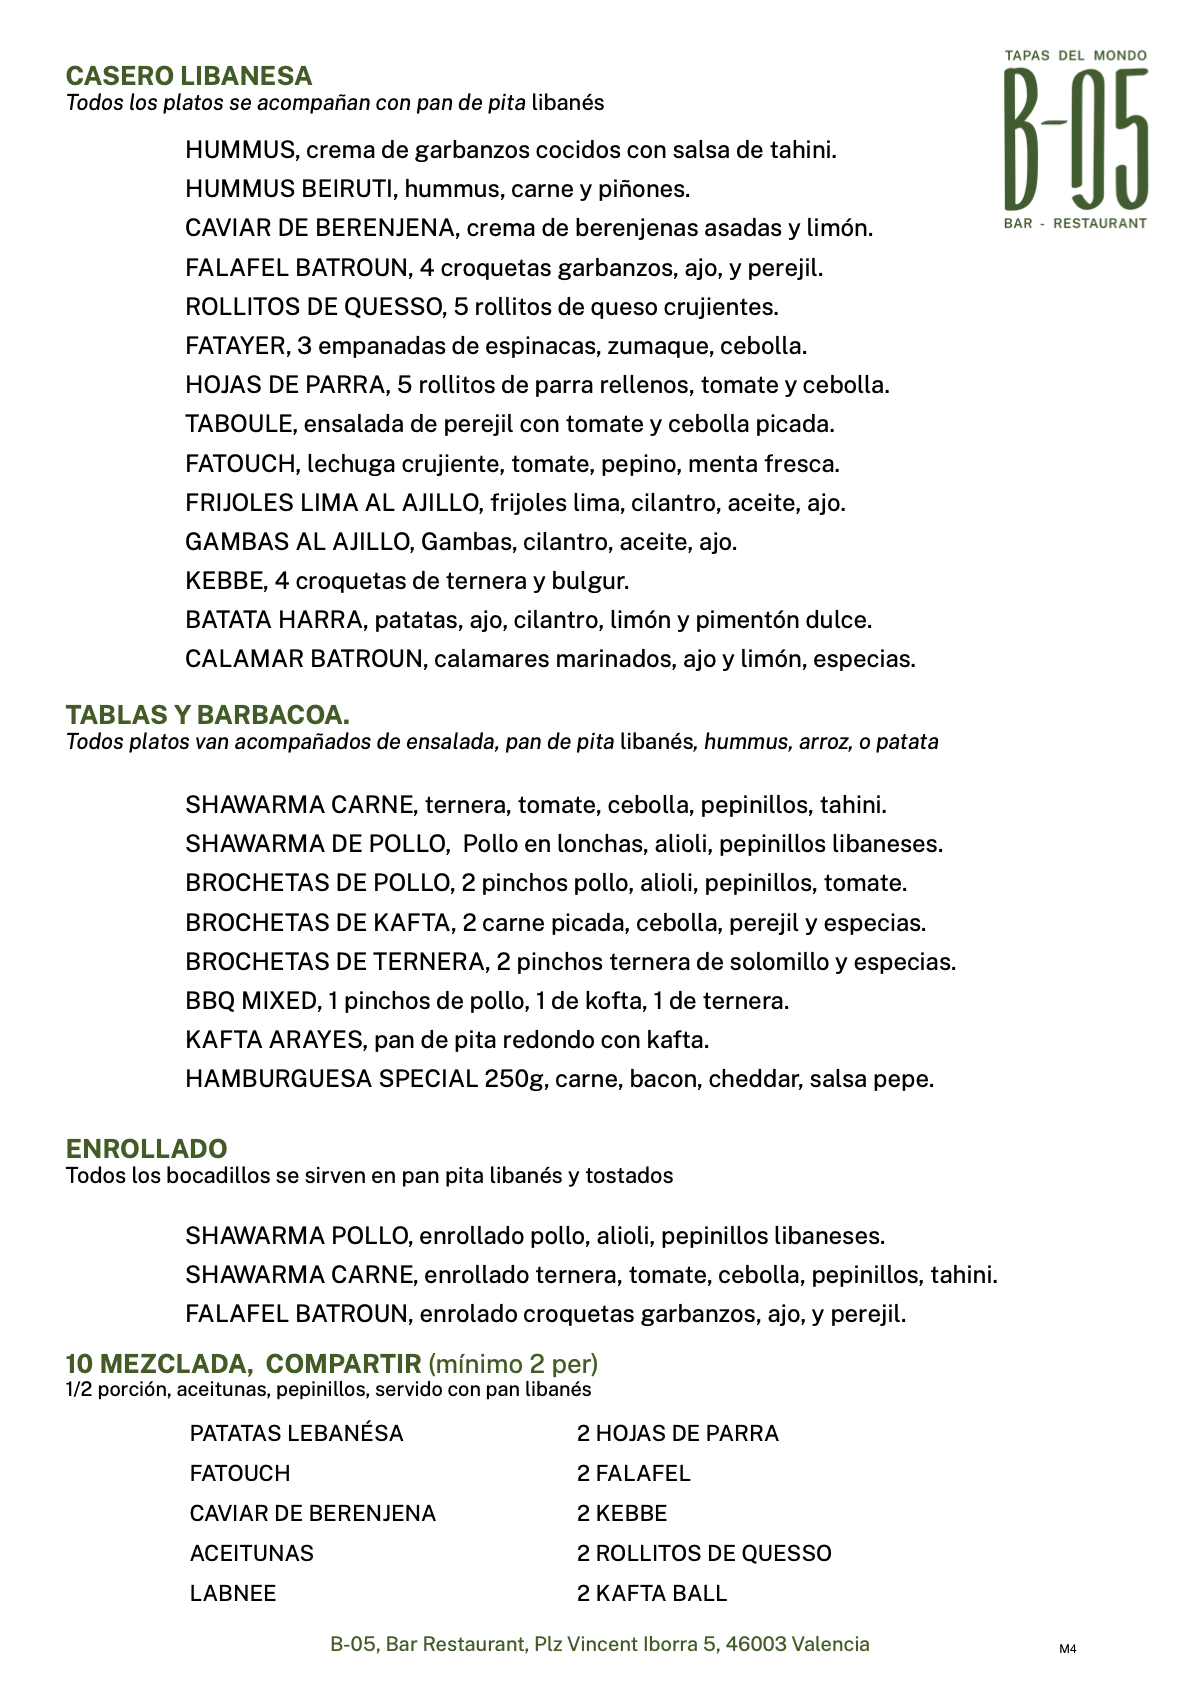 TAPAS DEL MONDO
B-05
BAR - RESTAURANT
CASERO LIBANESA
Todos los platos se acompañan con pan de pita libanés
HUMMUS, crema de garbanzos cocidos con salsa de tahini.
HUMMUS BEIRUTI, hummus, carne y piñones.
CAVIAR DE BERENJENA, crema de berenjenas asadas y limón.
FALAFEL BATROUN, 4 croquetas garbanzos, ajo, y perejil.
ROLLITOS DE QUESSO, 5 rollitos de queso crujientes.
FATAYER, 3 empanadas de espinacas, zumaque, cebolla.
HOJAS DE PARRA, 5 rollitos de parra rellenos, tomate y cebolla.
TABOULE, ensalada de perejil con tomate y cebolla picada.
FATOUCH, lechuga crujiente, tomate, pepino, menta fresca.
FRIJOLES LIMA AL AJILLO, frijoles lima, cilantro, aceite, ajo.
GAMBAS AL AJILLO, Gambas, cilantro, aceite, ajo.
KEBBE, 4 croquetas de ternera y bulgur.
BATATA HARRA, patatas, ajo, cilantro, limón y pimentón dulce.
CALAMAR BATROUN, calamares marinados, ajo y limón, especias.
TABLAS Y BARBACOA.
Todos platos van acompañados de ensalada, pan de pita libanés, hummus, arroz, o patata
SHAWARMA CARNE, ternera, tomate, cebolla, pepinillos, tahini.
SHAWARMA DE POLLO,  Pollo en lonchas, alioli, pepinillos libaneses.
BROCHETAS DE POLLO, 2 pinchos pollo, alioli, pepinillos, tomate.
BROCHETAS DE KAFTA, 2 carne picada, cebolla, perejil y especias.
BROCHETAS DE TERNERA, 2 pinchos ternera de solomillo y especias.
BBQ MIXED, 1 pinchos de pollo, 1 de kofta, 1 de ternera.
KAFTA ARAYES, pan de pita redondo con kafta.
HAMBURGUESA SPECIAL 250g, carne, bacon, cheddar, salsa pepe.
ENROLLADO
Todos los bocadillos se sirven en pan pita libanés y tostados
SHAWARMA POLLO, enrollado pollo, alioli, pepinillos libaneses.
SHAWARMA CARNE, enrollado ternera, tomate, cebolla, pepinillos, tahini.
FALAFEL BATROUN, enrolado croquetas garbanzos, ajo, y perejil.
10 MEZCLADA,  COMPARTIR (mínimo 2 per)
1/2 porción, aceitunas, pepinillos, servido con pan libanés
PATATAS LEBANÉSA
FATOUCH
CAVIAR DE BERENJENA
ACEITUNAS
LABNEE
2 HOJAS DE PARRA
2 FALAFEL
2 KEBBE
2 ROLLITOS DE QUESSO
2 KAFTA BALL
B-05, Bar Restaurant, Plz Vincent Iborra 5, 46003 Valencia
M4